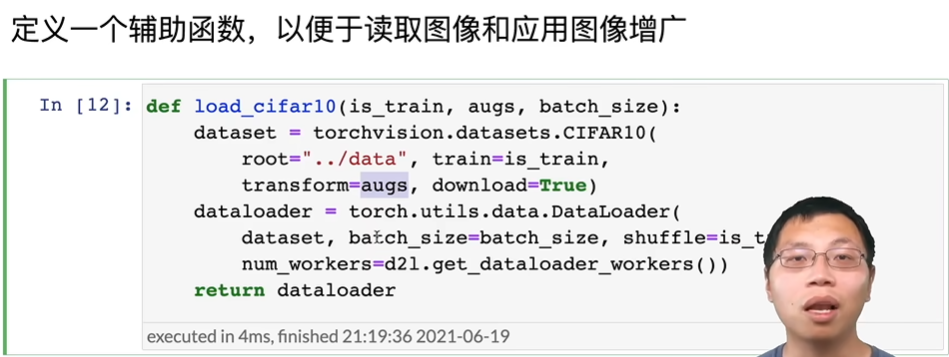 定义一个辅助函数，以便于读取图像和应用图像增广
In [12]: def load_cifar10(is_train, augs, batch_size):
dataset = torchvision.datasets.CIFAR10(
root="../data", train=is_train,
transform=augs, download=True)
dataloader = torch.utils.data.DataLoader(
dataset, batch_size=batch_size, shuffle=is_t
num_workers=d2l.get_dataloader_workers())
return dataloader
executed in 4ms, finished 21:19:36 2021-06-19